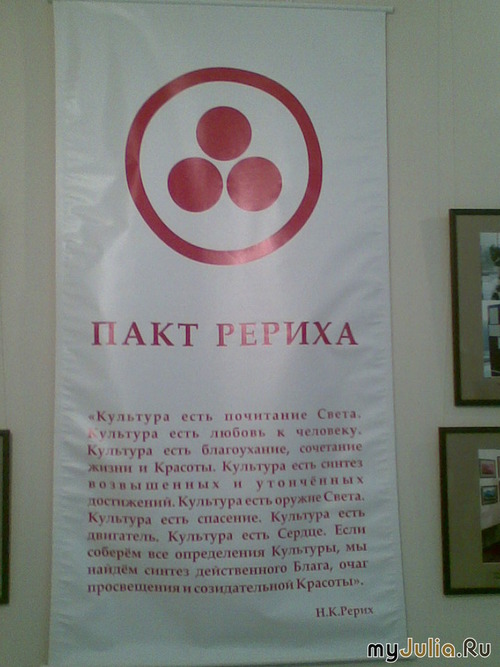 ПАКТ РЕРИХА
«Культура есть почитание Света.
Культура есть любовь к человеку.
Культура есть благоухание, сочетание
жизни и Красоты. Культура есть синтез
возвышенных и утончённых
достижений. Культура есть оружие Света.
Культура есть спасение. Культура есть
двигатель. Культура есть Сердце. Если
соберём все определения Культуры, мы
найдём синтез действенного Блага, очаг
просвещения и созидательной Красоты».
Н.К.Рерих
myJulia.Ru